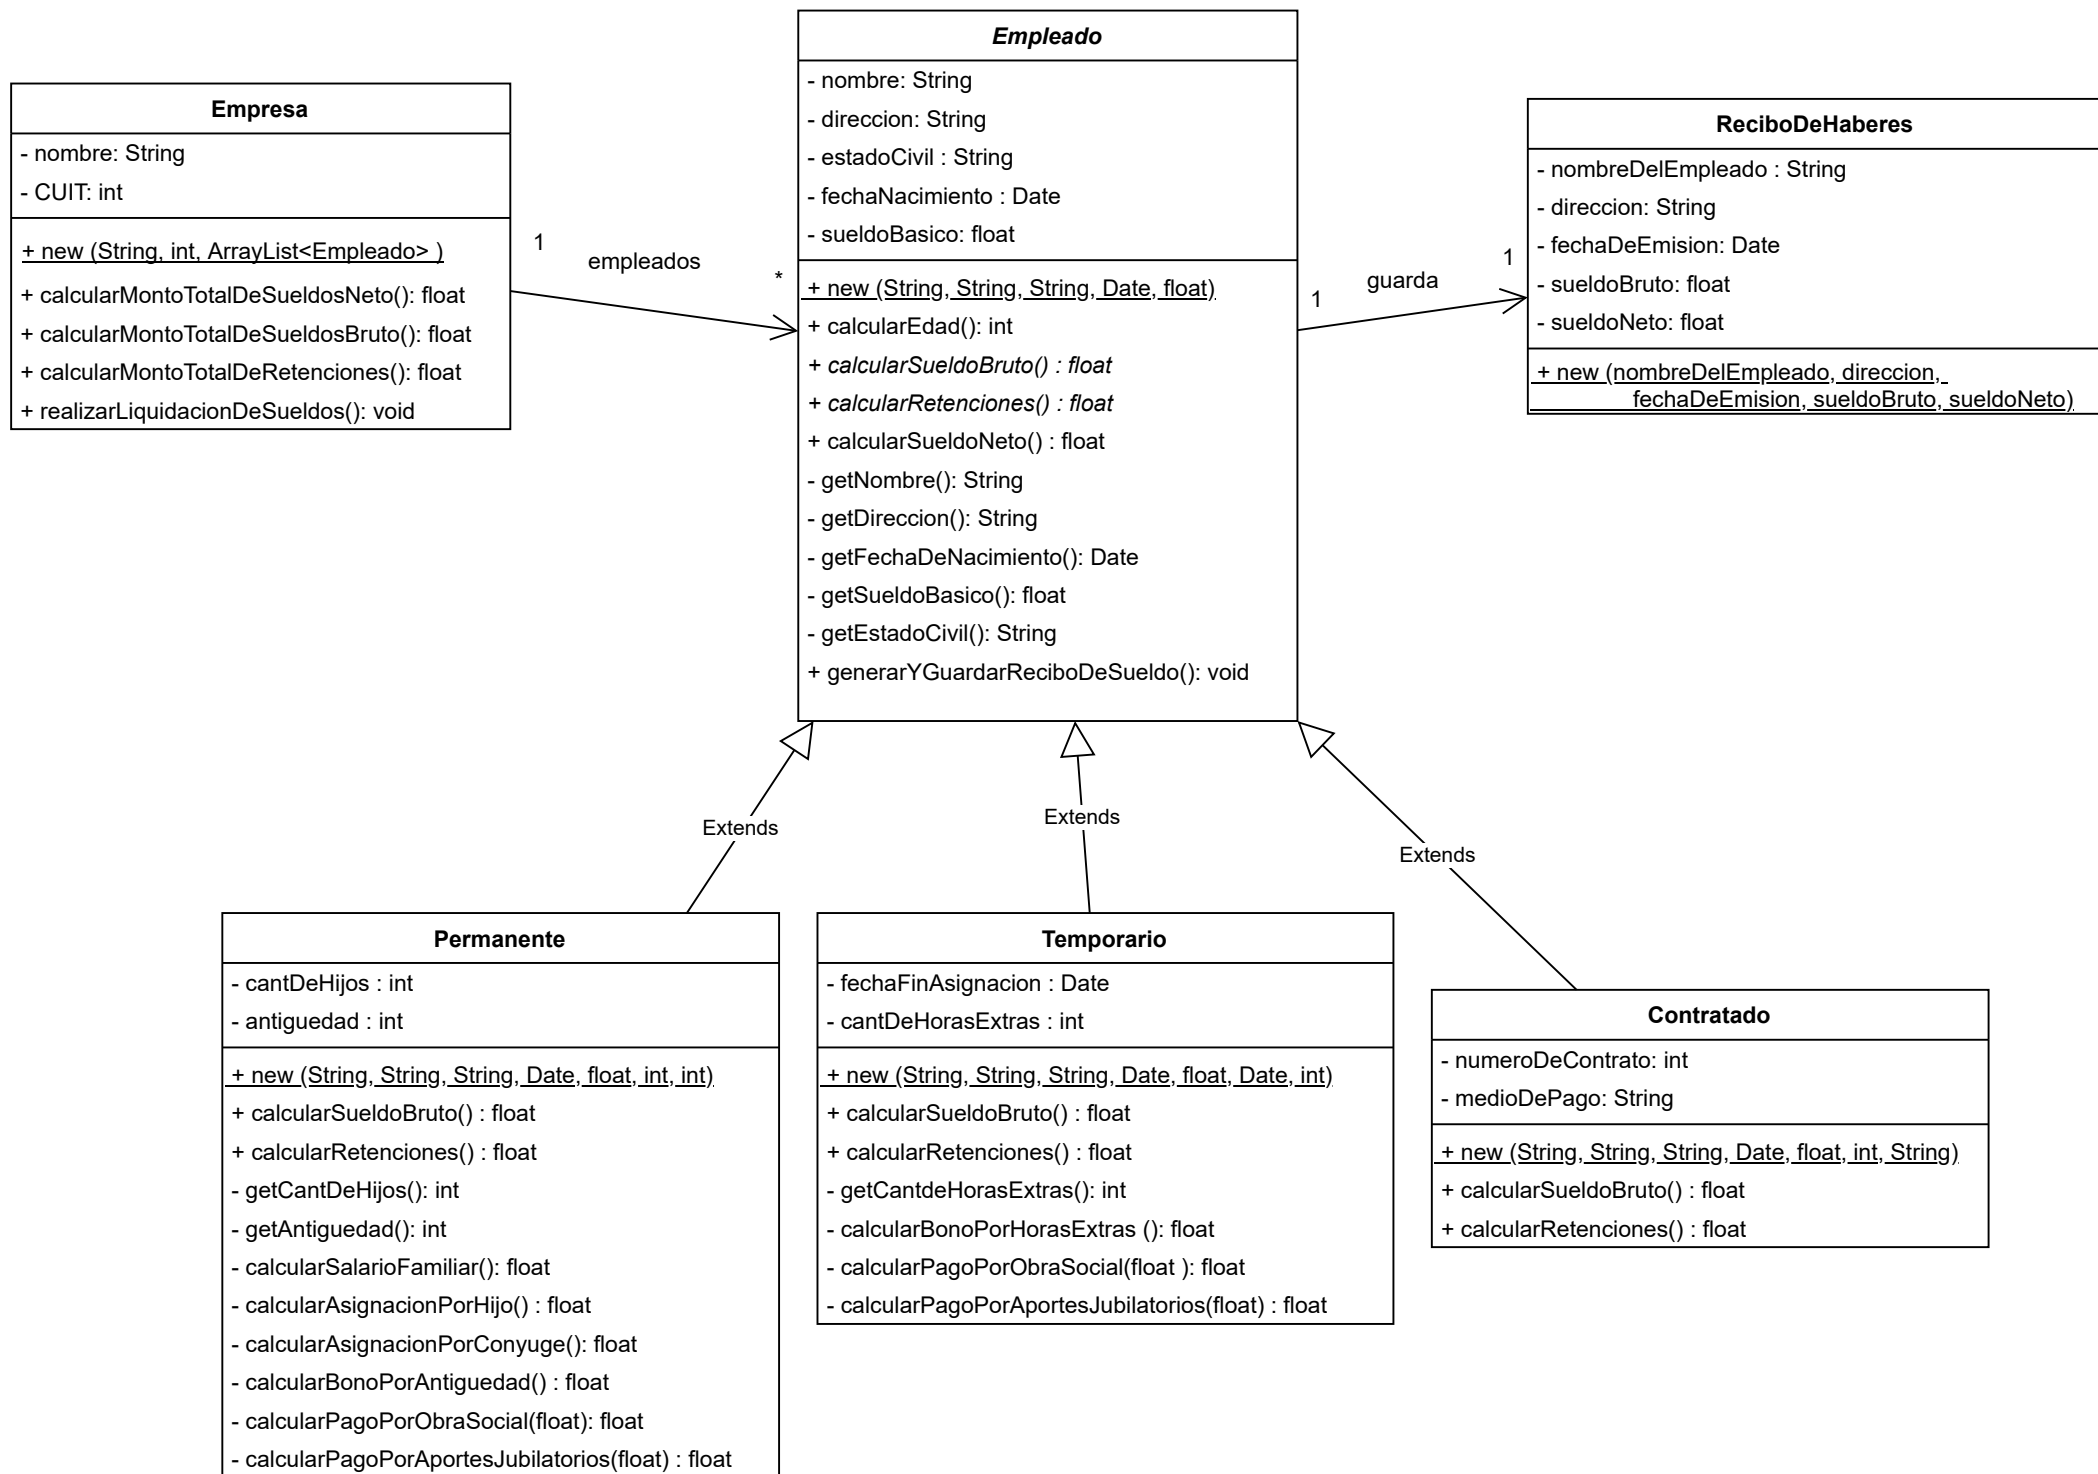 Empresa
- nombre: String
- CUIT: int
+ new (String, int, ArrayList<Empleado> )
+ calcularMontoTotalDeSueldosNeto(): float
+ calcularMontoTotalDeSueldosBruto(): float
+ calcularMontoTotalDeRetenciones(): float
+ realizarLiquidacionDeSueldos(): void
1
empleados
*
Empleado
- nombre: String
- direccion: String
- estadoCivil : String
- fechaNacimiento : Date
- sueldoBasico: float
+ new (String, String, String, Date, float)
+ calcularEdad(): int
+ calcularSueldoBruto() : float
+ calcularRetenciones() : float
+ calcularSueldoNeto() : float
- getNombre(): String
- getDireccion(): String
- getFechaDeNacimiento(): Date
- getSueldoBasico(): float
- getEstadoCivil(): String
+ generarYGuardarReciboDeSueldo(): void
1
guarda
1
ReciboDeHaberes
- nombreDelEmpleado : String
- direccion: String
- fechaDeEmision: Date
- sueldoBruto: float
- sueldoNeto: float
+ new (nombreDelEmpleado, direccion,
fechaDeEmision, sueldoBruto, sueldoNeto)
Extends
Extends
Extends
Permanente
- cantDeHijos : int
- antiguedad : int
+ new (String, String, String, Date, float, int, int)
+ calcularSueldoBruto() : float
+ calcularRetenciones() : float
- getCantDeHijos(): int
- getAntiguedad(): int
- calcularSalarioFamiliar(): float
- calcularAsignacionPorHijo() : float
- calcularAsignacionPorConyuge(): float
- calcularBonoPorAntiguedad() : float
- calcularPagoPorObraSocial(float): float
- calcularPagoPorAportesJubilatorios(float) : float
Temporario
- fechaFinAsignacion : Date
- cantDeHorasExtras : int
+ new (String, String, String, Date, float, Date, int)
+ calcularSueldoBruto() : float
+ calcularRetenciones() : float
- getCantdeHorasExtras(): int
- calcularBonoPorHorasExtras (): float
- calcularPagoPorObraSocial(float ): float
- calcularPagoPorAportesJubilatorios(float) : float
Contratado
- numeroDeContrato: int
- medioDePago: String
+ new (String, String, String, Date, float, int, String)
+ calcularSueldoBruto() : float
+ calcularRetenciones() : float